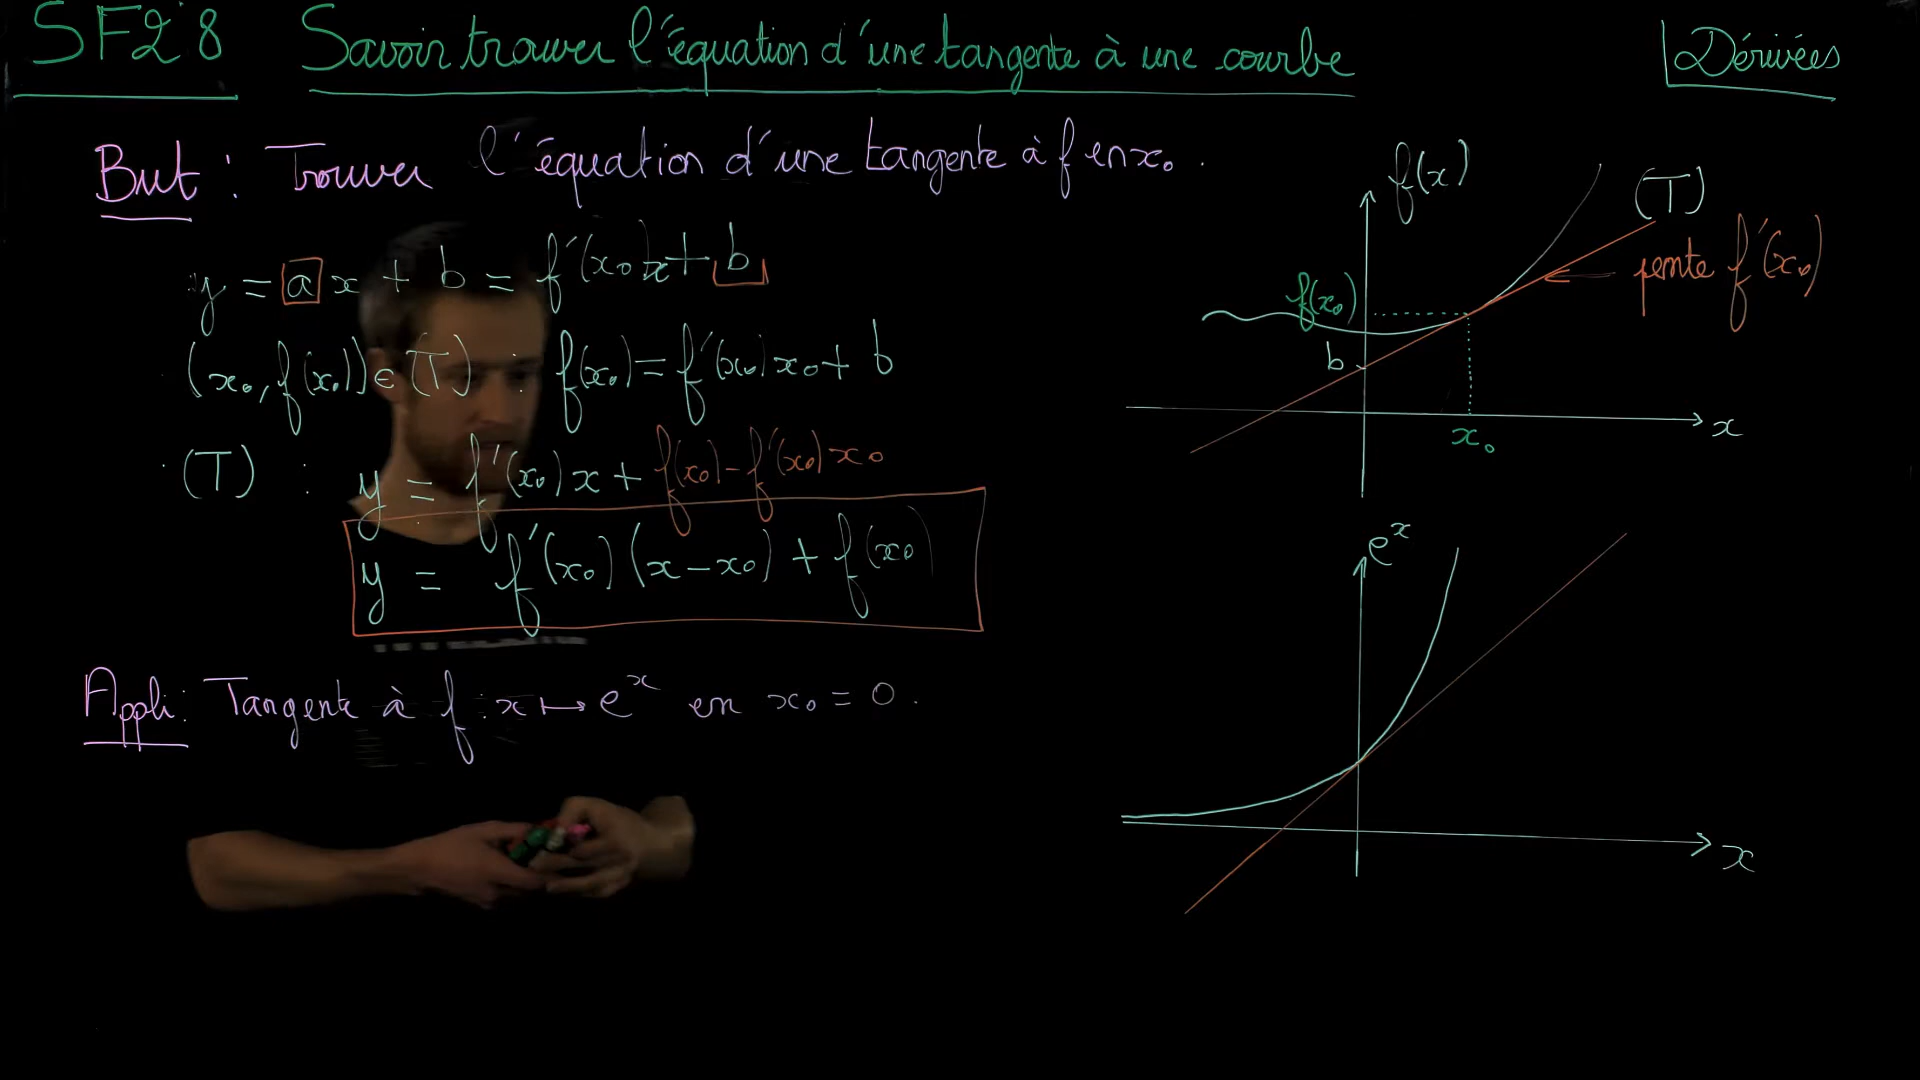 SF28 Savoir trouver l'équation d'une tangente à une courbe
Dérivées
But : Trouver l'équation d'une tangente à f en x₀.
y = a x + b = f'(x₀)x + b
(x₀, f(x₀)) ∈ (T) : f(x₀) = f'(x₀)x₀ + b
(T) : y = f'(x₀)x + f(x₀) - f'(x₀)x₀
y = f'(x₀)(x - x₀) + f(x₀)
Appli : Tangente à f : x ↦ eˣ en x₀ = 0.
f(x)
(T)
pente f'(x₀)
f(x₀)
b
x₀
x
eˣ
x